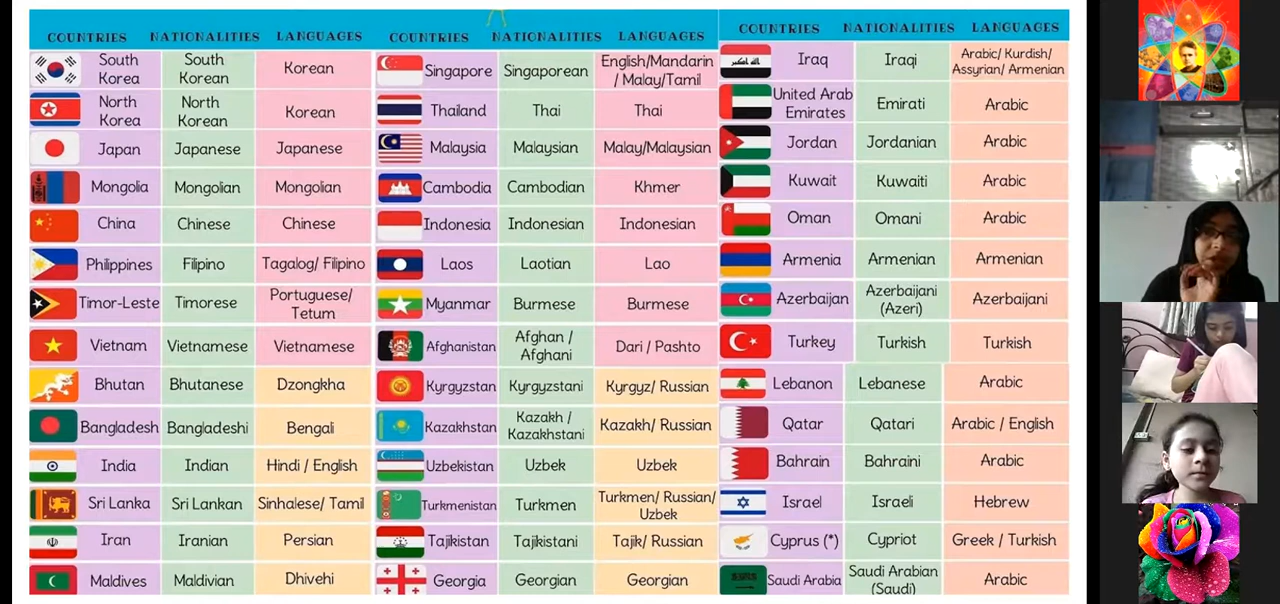 COUNTRIES NATIONALITIES LANGUAGES
South Korea South Korean Korean
North Korea North Korean Korean
Japan Japanese Japanese
Mongolia Mongolian Mongolian
China Chinese Chinese
Philippines Filipino Tagalog/ Filipino
Timor-Leste Timorese Portuguese/ Tetum
Vietnam Vietnamese Vietnamese
Bhutan Bhutanese Dzongkha
Bangladesh Bangladeshi Bengali
India Indian Hindi / English
Sri Lanka Sri Lankan Sinhalese/ Tamil
Iran Iranian Persian
Maldives Maldivian Dhivehi
COUNTRIES NATIONALITIES LANGUAGES
Singapore Singaporean English/Mandarin / Malay/Tamil
Thailand Thai Thai
Malaysia Malaysian Malay/Malaysian
Cambodia Cambodian Khmer
Indonesia Indonesian Indonesian
Laos Laotian Lao
Myanmar Burmese Burmese
Afghanistan Afghan / Afghani Dari / Pashto
Kyrgyzstan Kyrgyzstani Kyrgyz/ Russian
Kazakhstan Kazakh / Kazakhstani Kazakh/ Russian
Uzbekistan Uzbek Uzbek
Turkmenistan Turkmen Turkmen/ Russian/ Uzbek
Tajikistan Tajikistani Tajik/ Russian
Georgia Georgian Georgian
COUNTRIES NATIONALITIES LANGUAGES
Iraq Iraqi Arabic/ Kurdish/ Assyrian/ Armenian
United Arab Emirates Emirati Arabic
Jordan Jordanian Arabic
Kuwait Kuwaiti Arabic
Oman Omani Arabic
Armenia Armenian Armenian
Azerbaijan Azerbaijani (Azeri) Azerbaijani
Turkey Turkish Turkish
Lebanon Lebanese Arabic
Qatar Qatari Arabic / English
Bahrain Bahraini Arabic
Israel Israeli Hebrew
Cyprus (*) Cypriot Greek / Turkish
Saudi Arabia Saudi Arabian (Saudi) Arabic